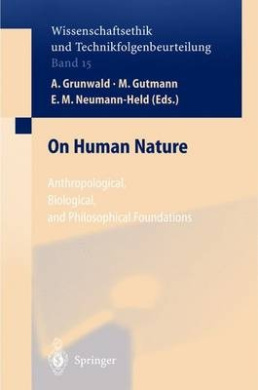 Wissenschaftsethik
und Technikfolgenbeurteilung
Band 15
A. Grunwald · M. Gutmann
E. M. Neumann-Held (Eds.)
On Human Nature
Anthropological,
Biological,
and Philosophical Foundations
Springer